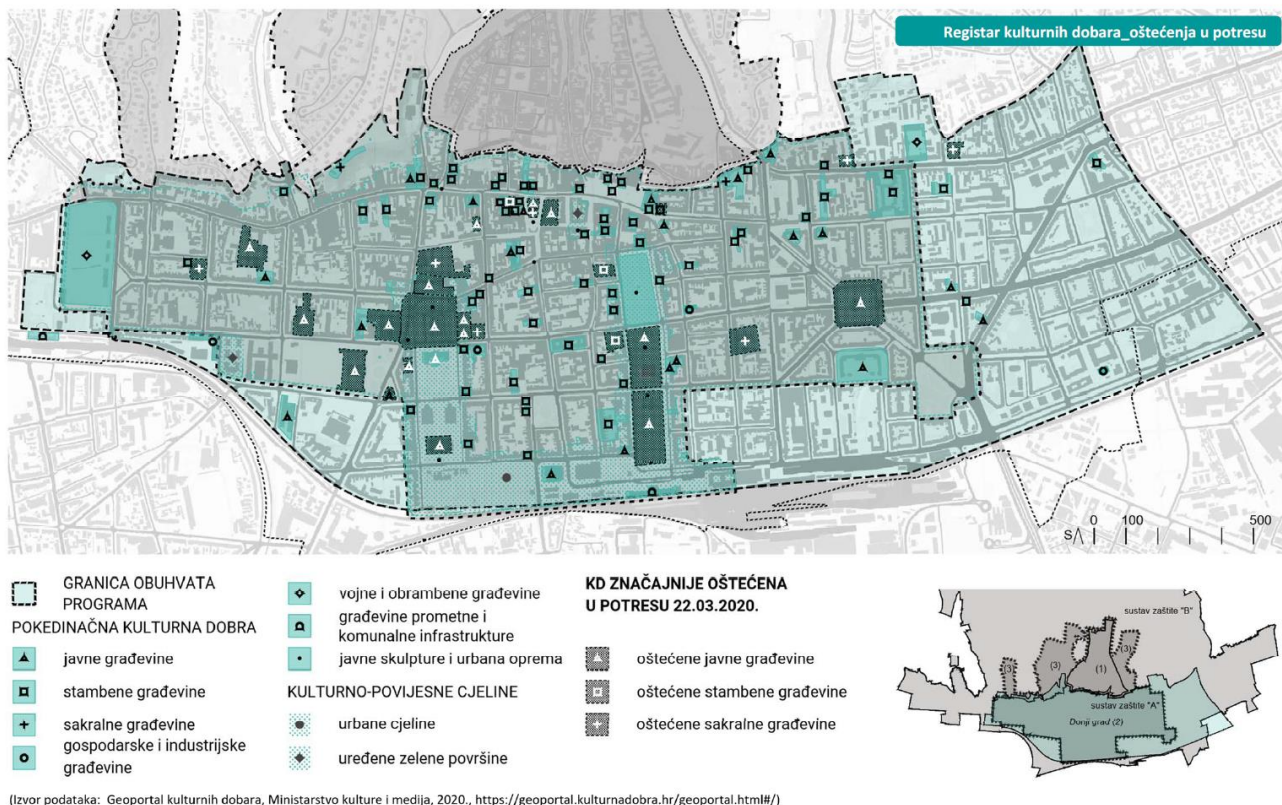 Registar kulturnih dobara_oštećenja u potresu
S
0 100 500
GRANICA OBUHVATA
PROGRAMA
POKEDINAČNA KULTURNA DOBRA
javne građevine
stambene građevine
sakralne građevine
gospodarske i industrijske
građevine
vojne i obrambene građevine
građevine prometne i
komunalne infrastrukture
javne skulpture i urbana oprema
KULTURNO-POVIJESNE CJELINE
urbane cjeline
uređene zelene površine
KD ZNAČAJNIJE OŠTEĆENA
U POTRESU 22.03.2020.
oštećene javne građevine
oštećene stambene građevine
oštećene sakralne građevine
sustav zaštite "B"
(3)
(3)
(3)
(1)
sustav zaštite "A"
Donji grad (2)
(Izvor podataka: Geoportal kulturnih dobara, Ministarstvo kulture i medija, 2020., https://geoportal.kulturnadobra.hr/geoportal.html#/)